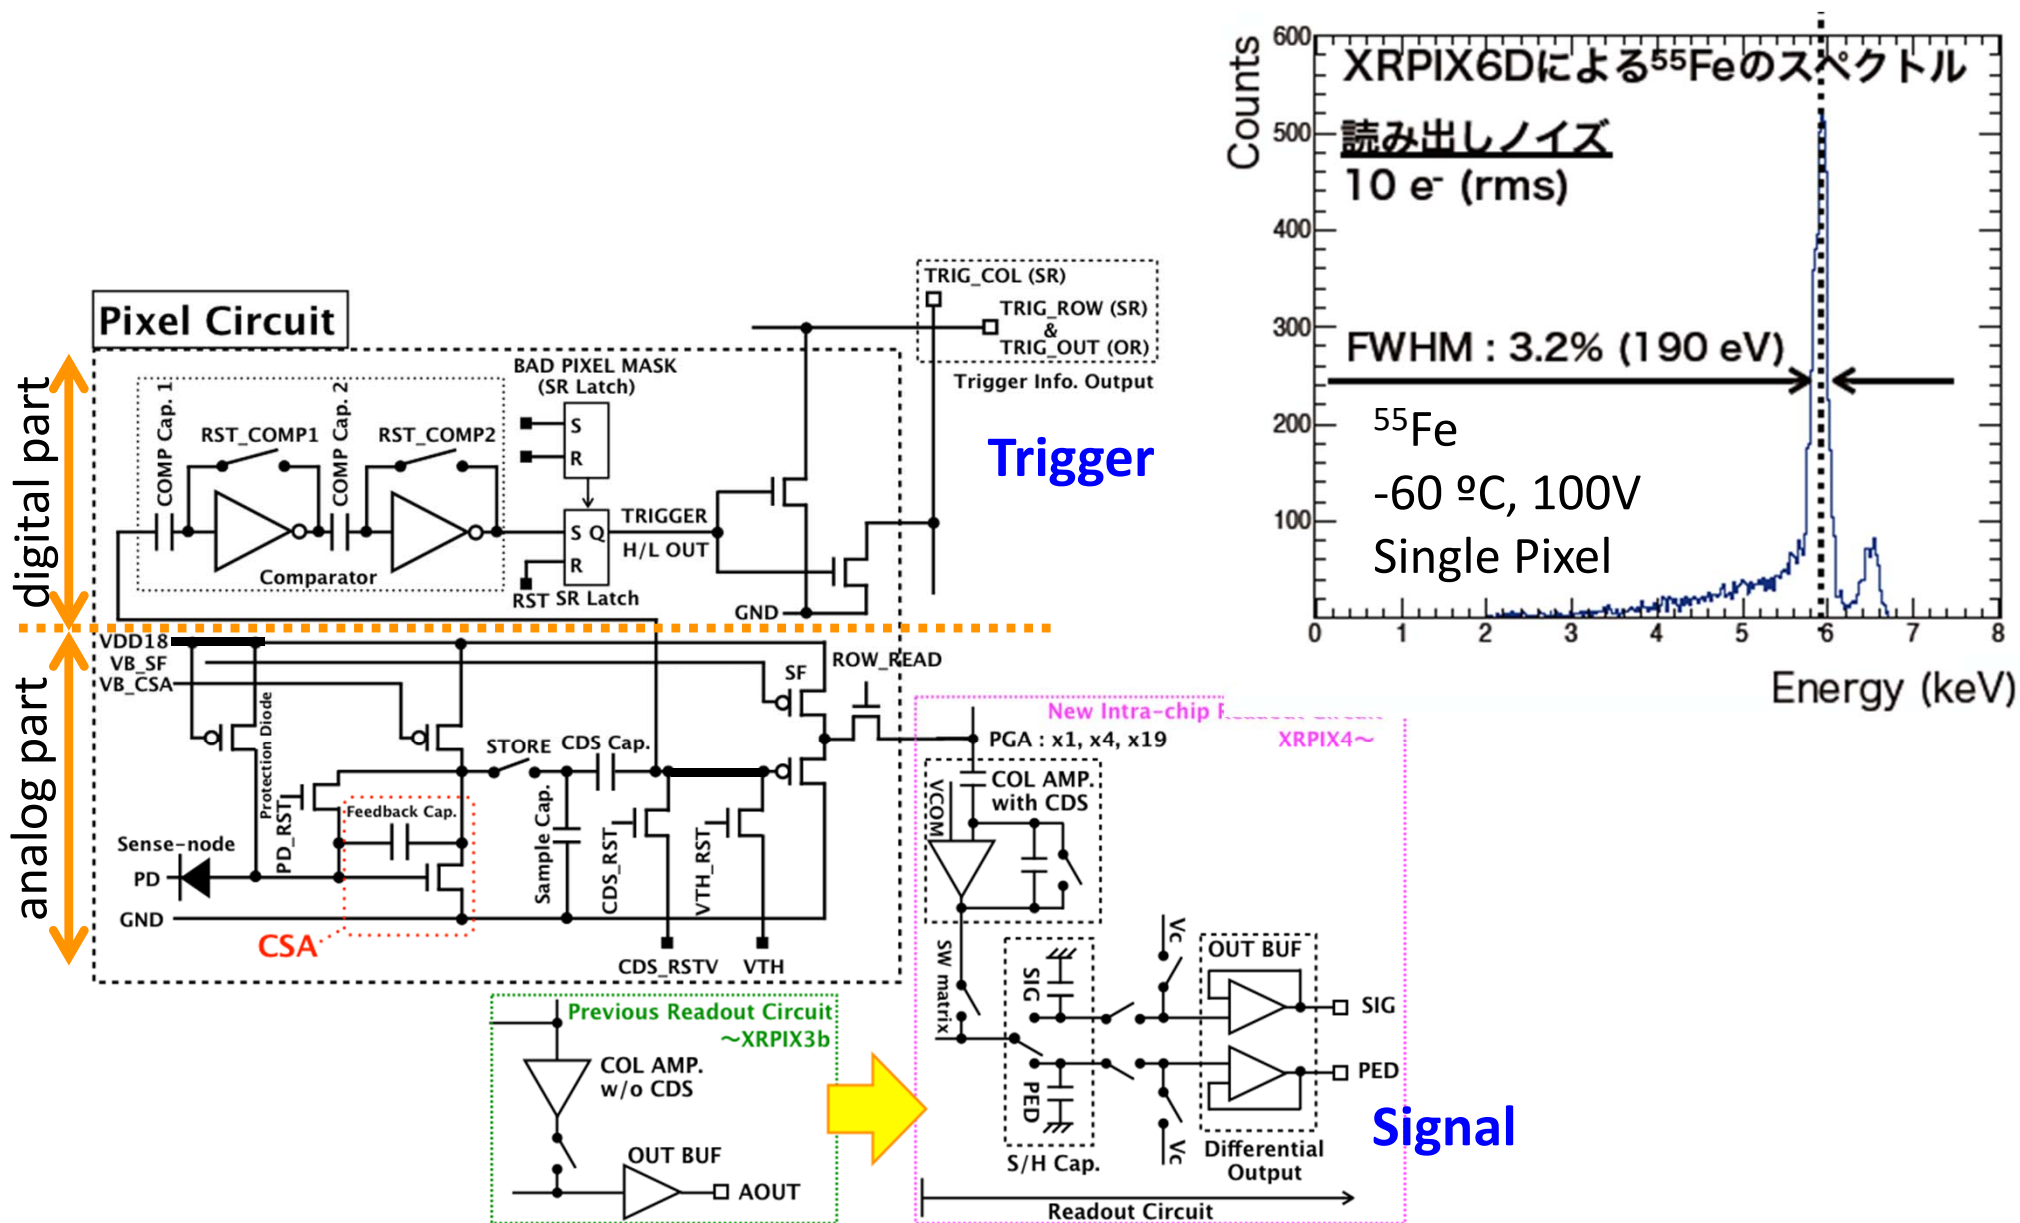 600
Counts
XRPIX6Dによる⁵⁵Feのスペクトル
500
読み出しノイズ
10 e⁻ (rms)
400
300
FWHM : 3.2% (190 eV)
200
⁵⁵Fe
-60 ºC, 100V
100
Single Pixel
0 1 2 3 4 5 6 7 8
Energy (keV)
TRIG_COL (SR)
TRIG_ROW (SR)
&
TRIG_OUT (OR)
Trigger Info. Output
Trigger
Pixel Circuit
digital part
BAD PIXEL MASK
(SR Latch)
S
R
COMP Cap. 1
RST_COMP1
COMP Cap. 2
RST_COMP2
Comparator
S Q
R
RST SR Latch
TRIGGER
H/L OUT
GND
analog part
VDD18
VB_SF
VB_CSA
SF
ROW_READ
Protection Diode
STORE
CDS Cap.
PD_RST
Feedback Cap.
Sense-node
PD
GND
CSA
Sample Cap.
CDS_RST
VTH_RST
CDS_RSTV
VTH
New Intra-chip
XRPIX4～
PGA : x1, x4, x19
COL AMP.
with CDS
VCOM
SW matrix
SIG
PED
S/H Cap.
Vc
Vc
OUT BUF
SIG
PED
Differential
Output
Signal
Readout Circuit
Previous Readout Circuit
～XRPIX3b
COL AMP.
w/o CDS
OUT BUF
AOUT